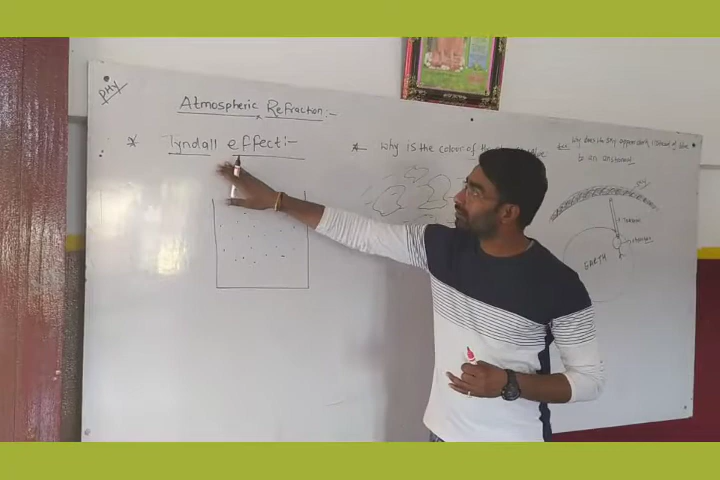 PHY
Atmospheric Refraction:-
* Tyndall effect:-
* Why is the colour of
Why does the sky appear dark instead of blue
to an astronaut
EARTH